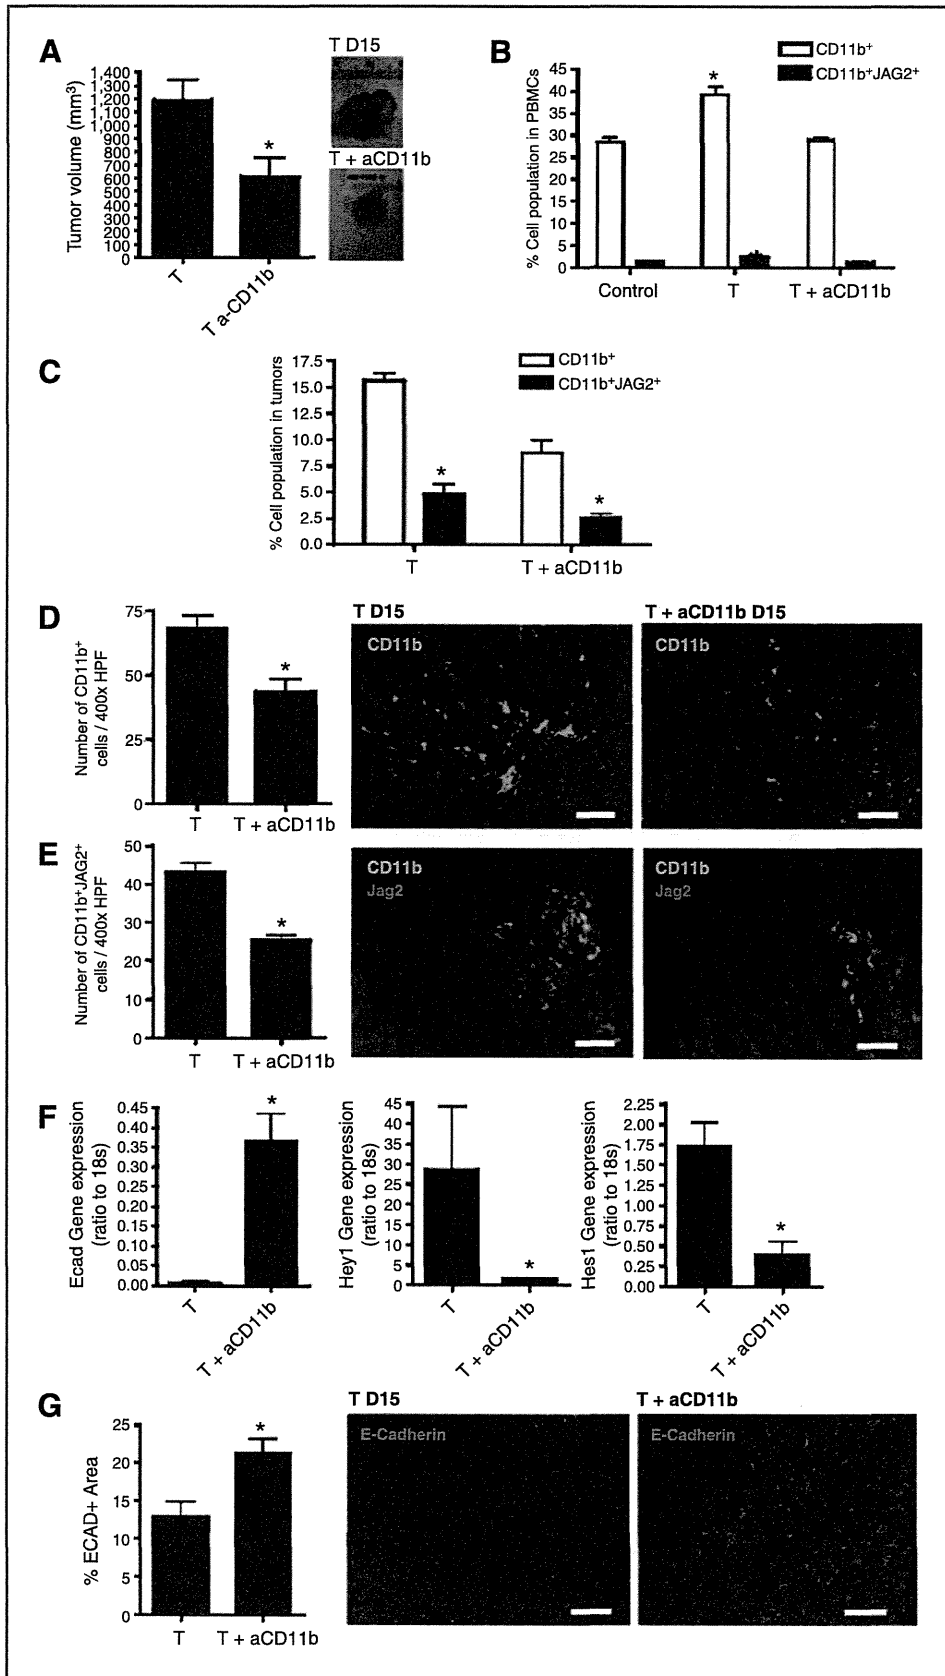 A
Tumor volume (mm³)
1,400
1,300
1,200
1,100
1,000
900
800
700
600
500
400
300
200
100
0
*
T
T a-CD11b
T D15
T + aCD11b
B
CD11b⁺
CD11b⁺JAG2⁺
% Cell population in PBMCs
45
40
35
30
25
20
15
10
5
0
*
*
Control
T
T + aCD11b
C
CD11b⁺
CD11b⁺JAG2⁺
% Cell population in tumors
17.5
15.0
12.5
10.0
7.5
5.0
2.5
0.0
*
*
T
T + aCD11b
D
Number of CD11b⁺
cells / 400x HPF
75
50
25
0
*
T
T + aCD11b
T D15
CD11b
T + aCD11b D15
CD11b
E
Number of CD11b⁺JAG2⁺
cells / 400x HPF
50
40
30
20
10
0
*
T
T + aCD11b
CD11b
Jag2
CD11b
Jag2
F
Ecad Gene expression
(ratio to 18s)
0.45
0.40
0.35
0.30
0.25
0.20
0.15
0.10
0.05
0.00
*
T
T + aCD11b
Hey1 Gene expression
(ratio to 18s)
45
40
35
30
25
20
15
10
5
0
*
T
T + aCD11b
Hes1 Gene expression
(ratio to 18s)
2.25
2.00
1.75
1.50
1.25
1.00
0.75
0.50
0.25
0.00
*
T
T + aCD11b
G
% ECAD+ Area
25
20
15
10
5
0
*
T
T + aCD11b
T D15
E-Cadherin
T + aCD11b
E-Cadherin